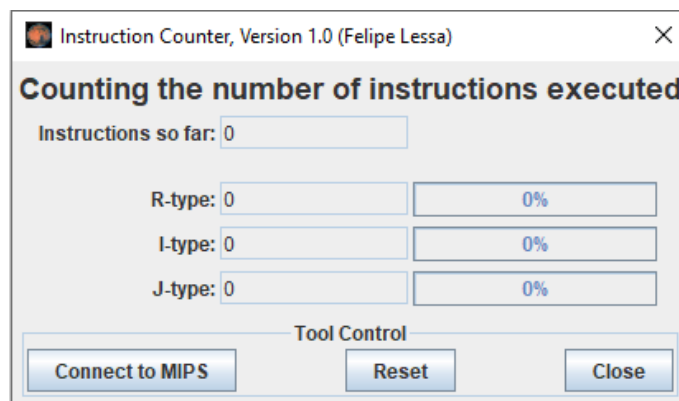 Instruction Counter, Version 1.0 (Felipe Lessa)
Counting the number of instructions executed
Instructions so far: 0
R-type: 0 0%
I-type: 0 0%
J-type: 0 0%
Tool Control
Connect to MIPS Reset Close